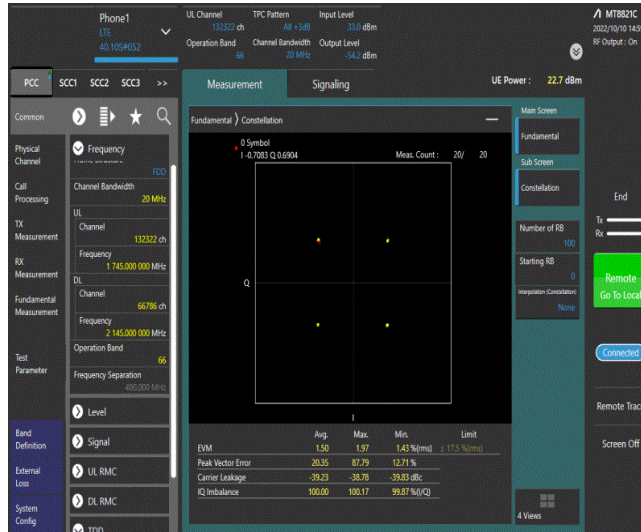 Phone1
LTE
40.10S#052
UL Channel
132322 ch
TPC Pattern
All +3dB
Input Level
33.0 dBm
Operation Band
66
Channel Bandwidth
20 MHz
Output Level
-54.2 dBm
MT8821C
2022/10/10 14:5
RF Output : On
PCC
SCC1
SCC2
SCC3
>>
Measurement
Signaling
UE Power : 22.7 dBm
Common
Physical
Channel
Call
Processing
TX
Measurement
RX
Measurement
Fundamental
Measurement
Test
Parameter
Band
Definition
External
Loss
System
Config
Frequency
FDD
Channel Bandwidth
20 MHz
UL
Channel
132322 ch
Frequency
1 745.000 000 MHz
DL
Channel
66786 ch
Frequency
2 145.000 000 MHz
Operation Band
66
Frequency Separation
400.000 MHz
Level
Signal
UL RMC
DL RMC
TDD
Fundamental > Constellation
0 Symbol
I -0.7083 Q 0.6904
Meas. Count : 20/ 20
Q
I
Avg. Max. Min. Limit
EVM 1.50 1.97 1.43 %(rms) ≤ 17.5 %(rms)
Peak Vector Error 20.35 87.79 12.71 %
Carrier Leakage -39.23 -38.78 -39.83 dBc
IQ Imbalance 100.00 100.17 99.87 %(I/Q)
Main Screen
Fundamental
Sub Screen
Constellation
Number of RB
100
Starting RB
0
Interpolation (Constellation)
None
4 Views
End
Tx
Rx
Remote
Go To Local
Connected
Remote Trac
Screen Off